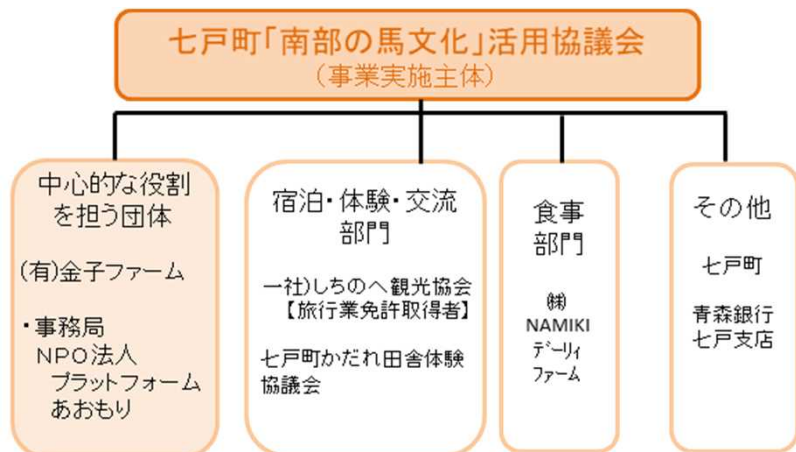 七戸町「南部の馬文化」活用協議会
（事業実施主体）
中心的な役割
を担う団体
(有)金子ファーム
・事務局
NPO法人
プラットフォーム
あおもり
宿泊・体験・交流
部門
一社)しちのへ観光協会
【旅行業免許取得者】
七戸町かだれ田舎体験
協議会
食事
部門
㈱
NAMIKI
デーリィ
ファーム
その他
七戸町
青森銀行
七戸支店